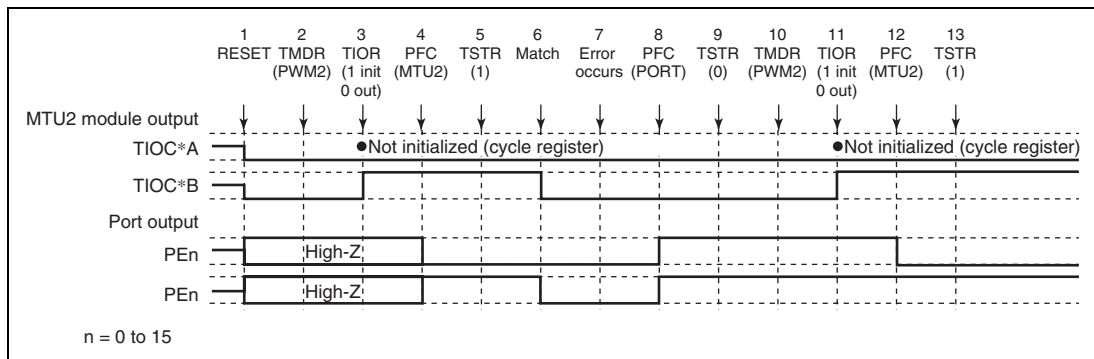 1 2 3 4 5 6 7 8 9 10 11 12 13
RESET TMDR TIOR PFC TSTR Match Error PFC TSTR TMDR TIOR PFC TSTR
(PWM2) (1 init (MTU2) (1) occurs (PORT) (0) (PWM2) (1 init (MTU2) (1)
0 out) 0 out)
MTU2 module output
TIOC*A ●Not initialized (cycle register) ●Not initialized (cycle register)
TIOC*B
Port output
PEn High-Z
PEn High-Z
n = 0 to 15